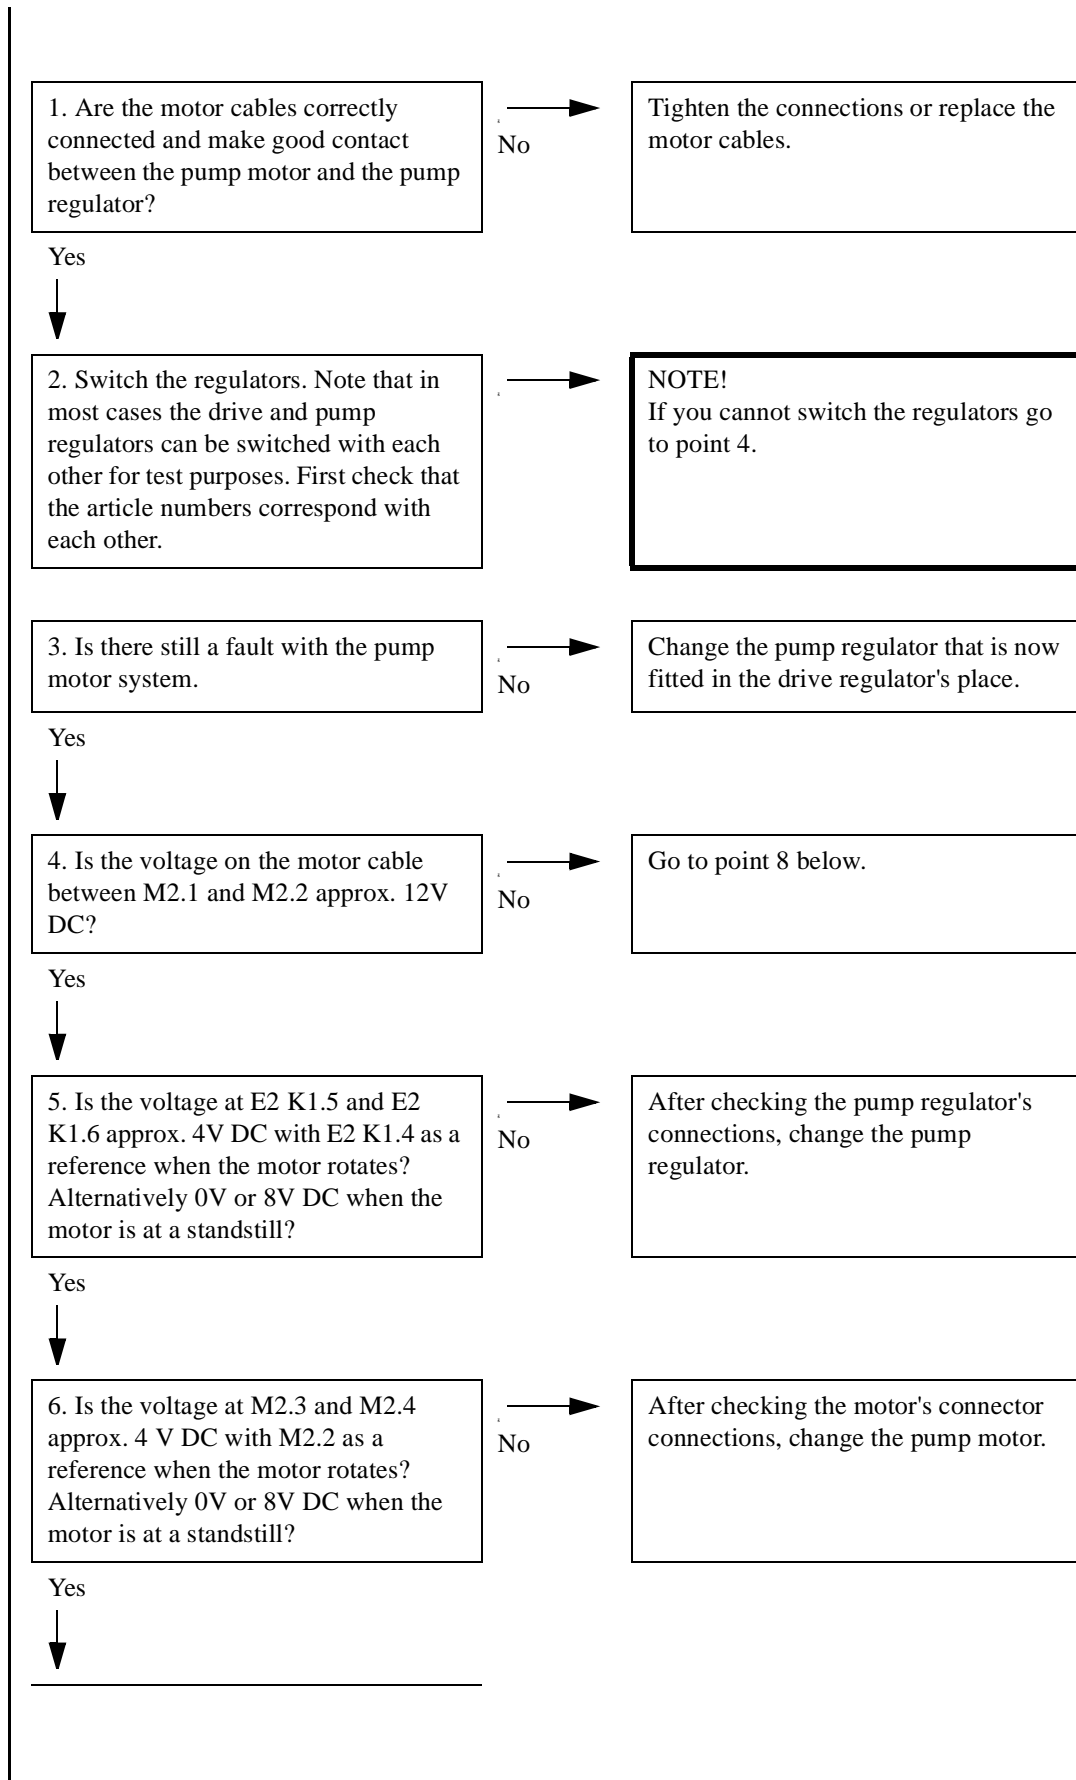 1. Are the motor cables correctly
connected and make good contact
between the pump motor and the pump
regulator?
No
Tighten the connections or replace the
motor cables.
Yes
2. Switch the regulators. Note that in
most cases the drive and pump
regulators can be switched with each
other for test purposes. First check that
the article numbers correspond with
each other.
NOTE!
If you cannot switch the regulators go
to point 4.
3. Is there still a fault with the pump
motor system.
No
Change the pump regulator that is now
fitted in the drive regulator's place.
Yes
4. Is the voltage on the motor cable
between M2.1 and M2.2 approx. 12V
DC?
No
Go to point 8 below.
Yes
5. Is the voltage at E2 K1.5 and E2
K1.6 approx. 4V DC with E2 K1.4 as a
reference when the motor rotates?
Alternatively 0V or 8V DC when the
motor is at a standstill?
No
After checking the pump regulator's
connections, change the pump
regulator.
Yes
6. Is the voltage at M2.3 and M2.4
approx. 4 V DC with M2.2 as a
reference when the motor rotates?
Alternatively 0V or 8V DC when the
motor is at a standstill?
No
After checking the motor's connector
connections, change the pump motor.
Yes